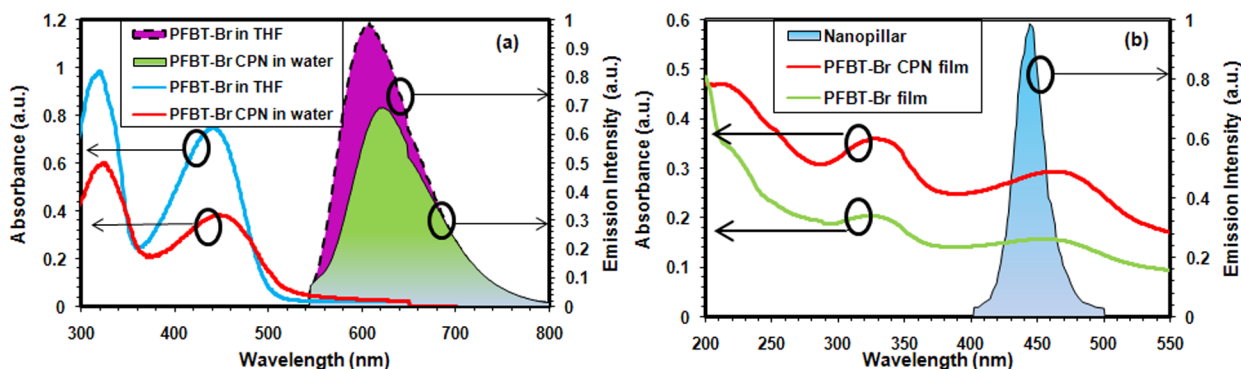 (a)
PFBT-Br in THF
PFBT-Br CPN in water
PFBT-Br in THF
PFBT-Br CPN in water
Absorbance (a.u.)
0
0.2
0.4
0.6
0.8
1
1.2
Emission Intensity (a.u.)
0
0.1
0.2
0.3
0.4
0.5
0.6
0.7
0.8
0.9
1
300 400 500 600 700 800
Wavelength (nm)
(b)
Nanopillar
PFBT-Br CPN film
PFBT-Br film
Absorbance (a.u.)
0
0.1
0.2
0.3
0.4
0.5
0.6
Emission Intensity (a.u.)
0
0.2
0.4
0.6
0.8
1
200 250 300 350 400 450 500 550
Wavelength (nm)